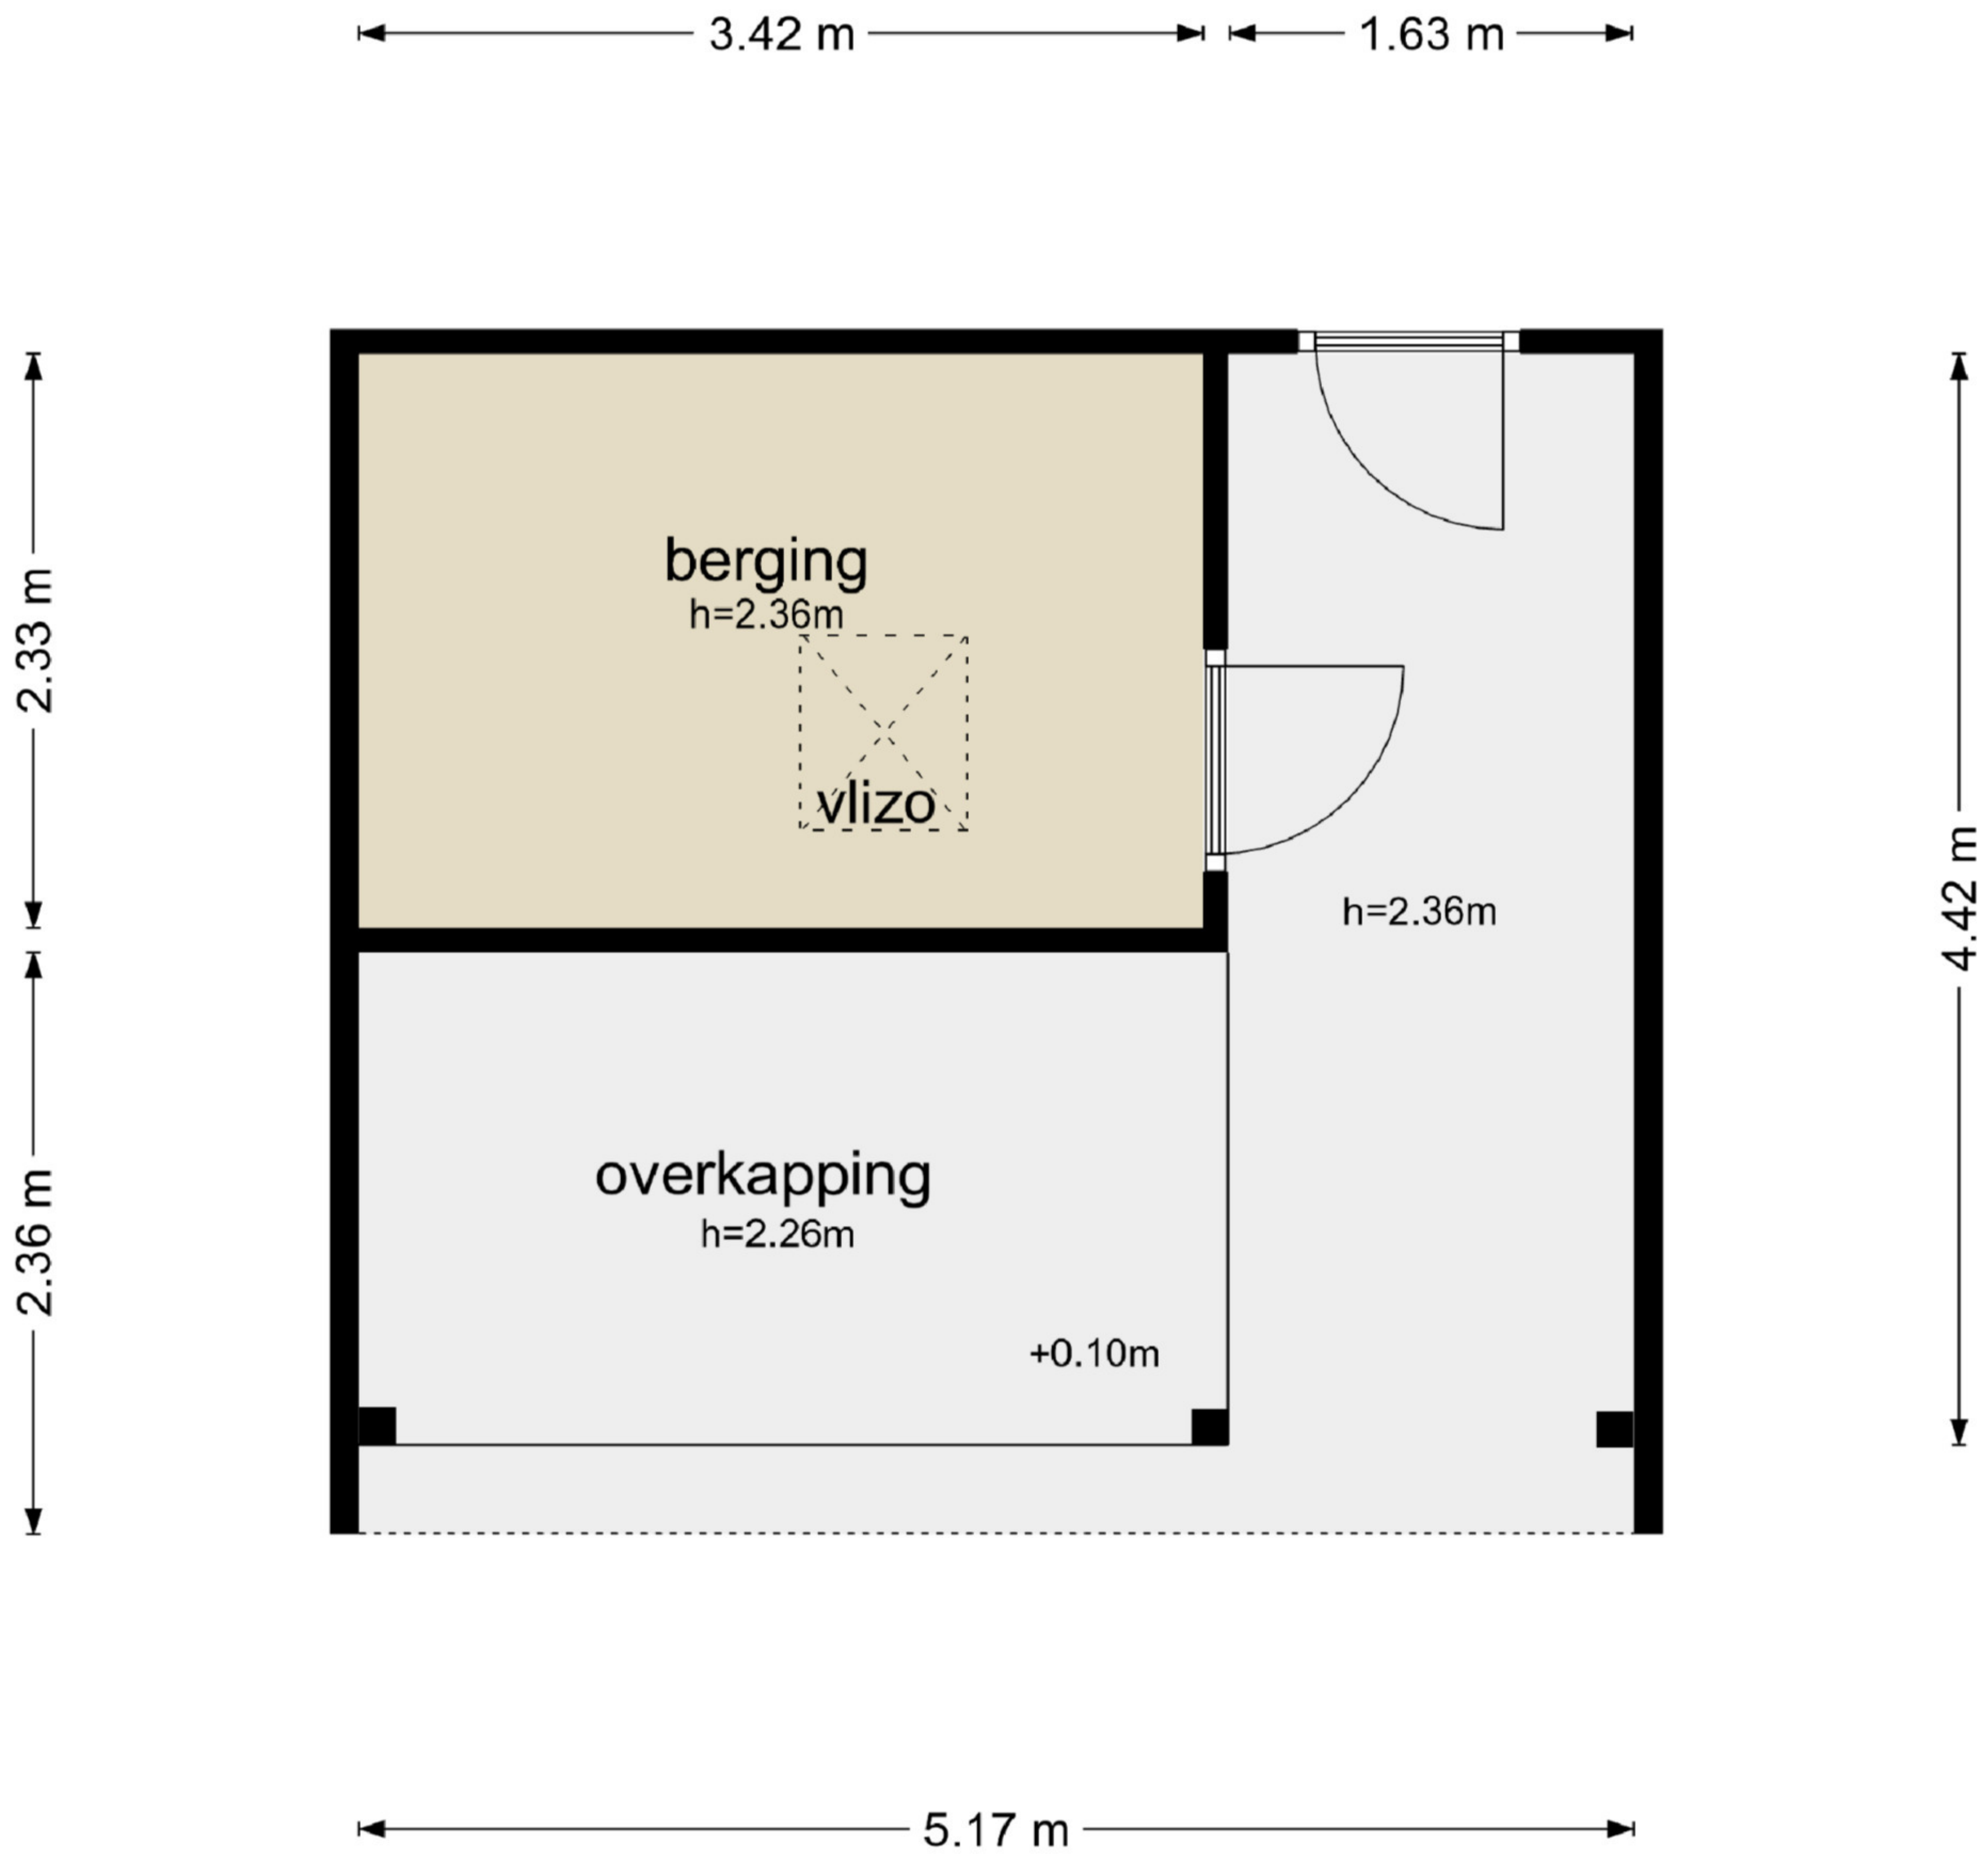 3.42 m
1.63 m
2.33 m
berging
h=2.36m
vlizo
h=2.36m
4.42 m
2.36 m
overkapping
h=2.26m
+0.10m
5.17 m